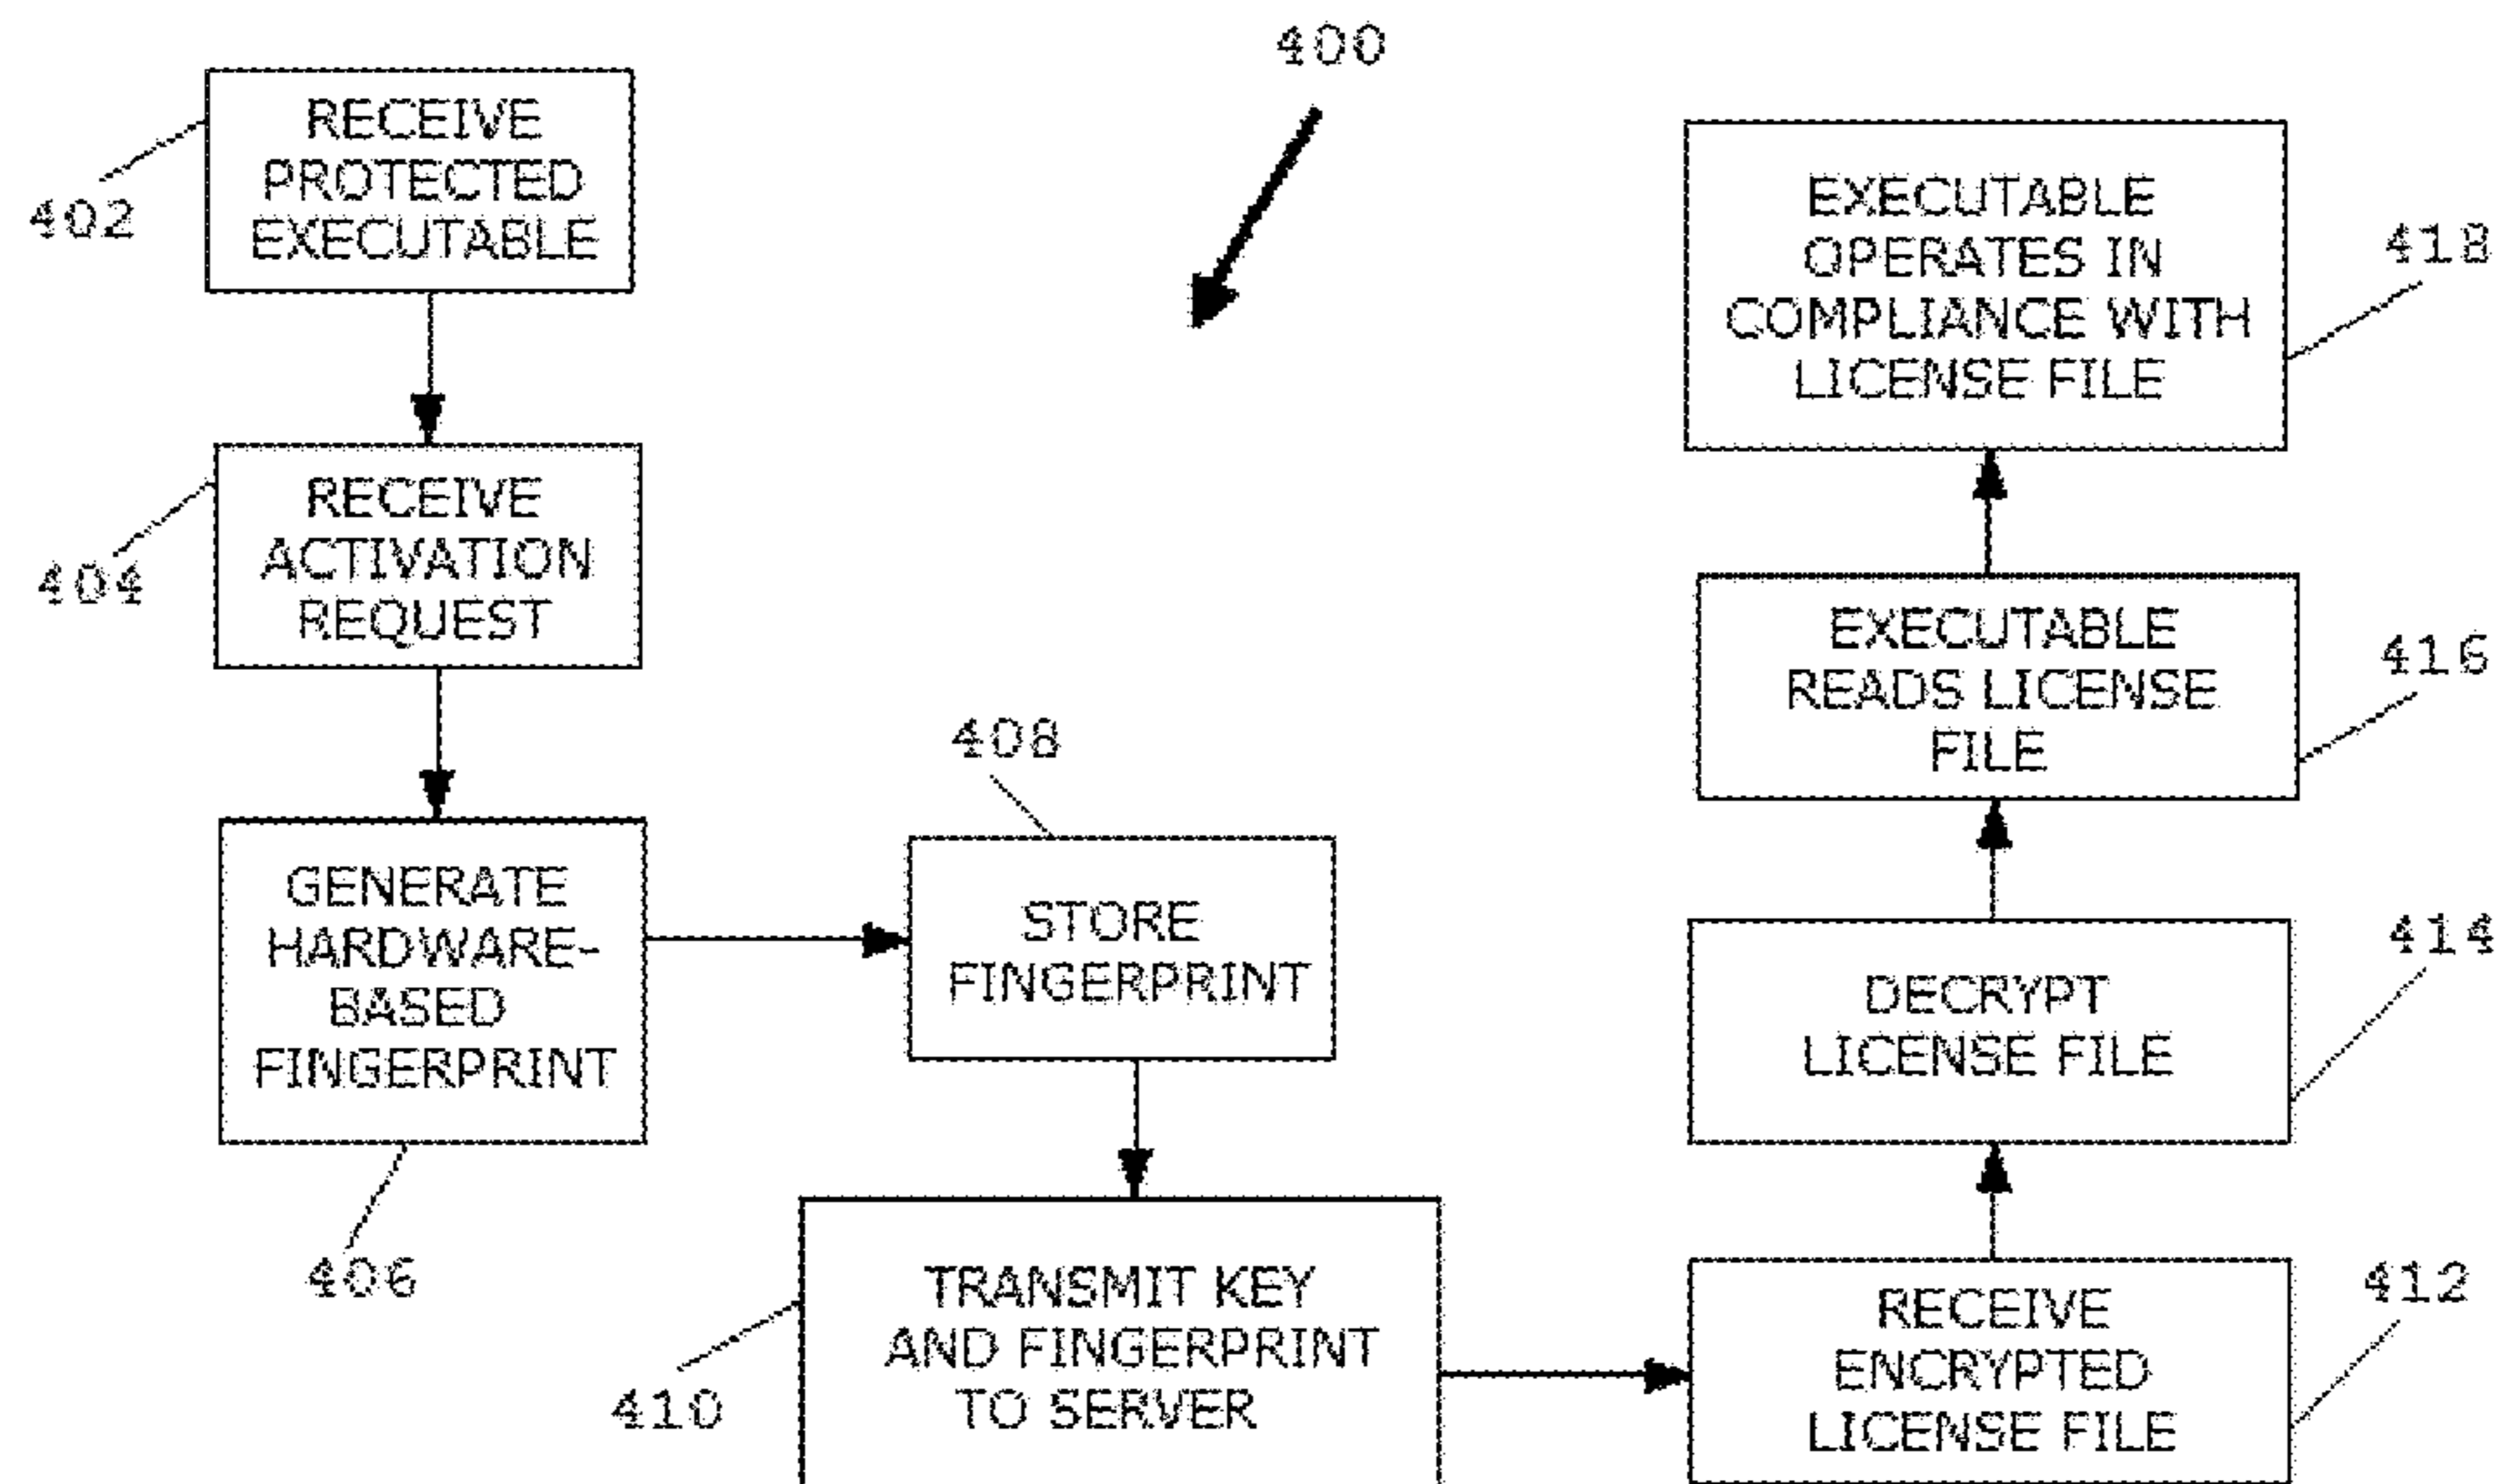 400
RECEIVE
PROTECTED
EXECUTABLE
402
RECEIVE
ACTIVATION
REQUEST
404
GENERATE
HARDWARE-
BASED
FINGERPRINT
406
408
STORE
FINGERPRINT
TRANSMIT KEY
AND FINGERPRINT
TO SERVER
410
RECEIVE
ENCRYPTED
LICENSE FILE
412
DECRYPT
LICENSE FILE
414
EXECUTABLE
READS LICENSE
FILE
416
EXECUTABLE
OPERATES IN
COMPLIANCE WITH
LICENSE FILE
418